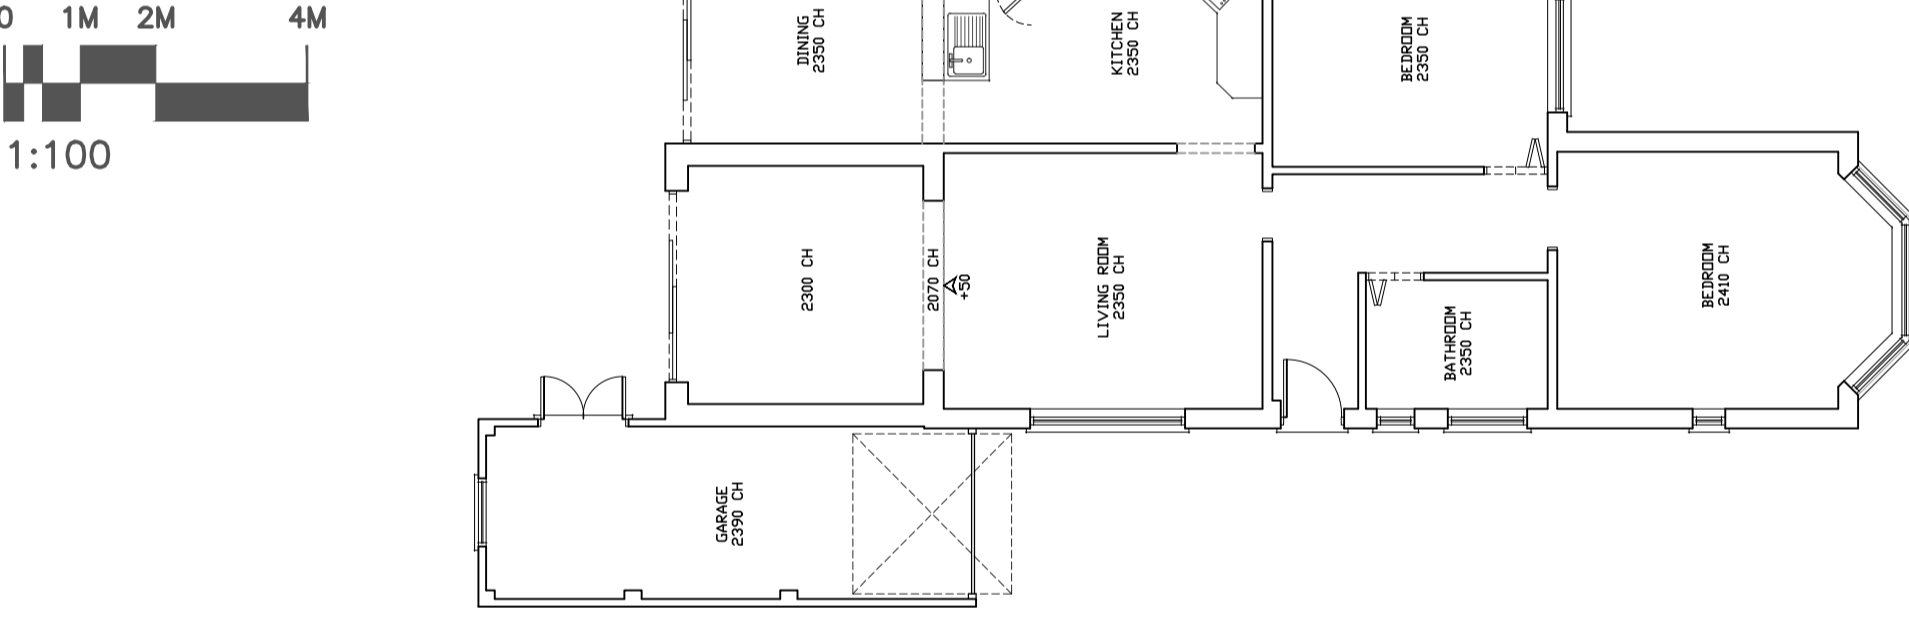 0 1M 2M 4M
1:100
DINING
2350 CH
KITCHEN
2350 CH
BEDROOM
2350 CH
2300 CH
2070 CH
+50
LIVING ROOM
2350 CH
BATHROOM
2350 CH
BEDROOM
2410 CH
GARAGE
2390 CH